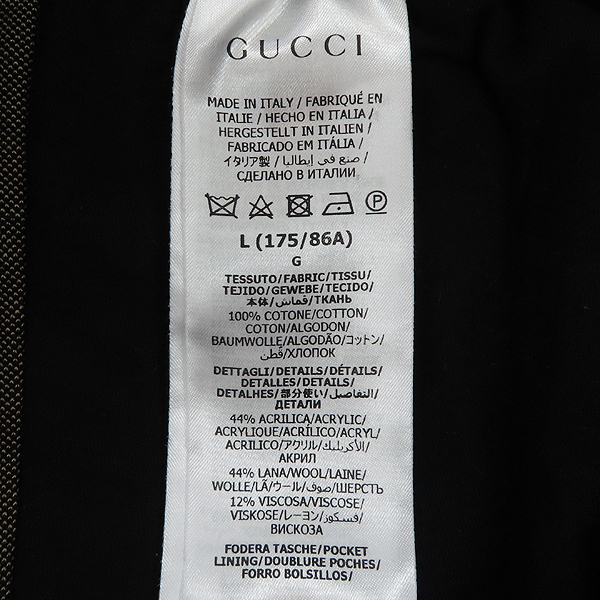 GUCCI
MADE IN ITALY / FABRIQUÉ EN
ITALIE / HECHO EN ITALIA /
HERGESTELLT IN ITALIEN /
FABRICADO EM ITÁLIA /
イタリア製 / صنع في إيطاليا /
СДЕЛАНО В ИТАЛИИ
P
L (175/86A)
G
TESSUTO/FABRIC/TISSU/
TEJIDO/GEWEBE/TECIDO/
本体/قماش/ТКАНЬ
100% COTONE/COTTON/
COTON/ALGODON/
BAUMWOLLE/ALGODÃO/コットン/
قطن/ХЛОПОК
DETTAGLI/DETAILS/DÉTAILS/
DETALLES/DETAILS/
DETALHES/部分使い/التفاصيل/
ДЕТАЛИ
44% ACRILICA/ACRYLIC/
ACRYLIQUE/ACRÍLICO/ACRYL/
ACRILICO/アクリル/الأكريليك/
АКРИЛ
44% LANA/WOOL/LAINE/
WOLLE/LÃ/ウール/صوف/ШЕРСТЬ
12% VISCOSA/VISCOSE/
VISKOSE/レーヨン/فسكوز/
ВИСКОЗА
FODERA TASCHE/POCKET
LINING/DOUBLURE POCHES/
FORRO BOLSILLOS/